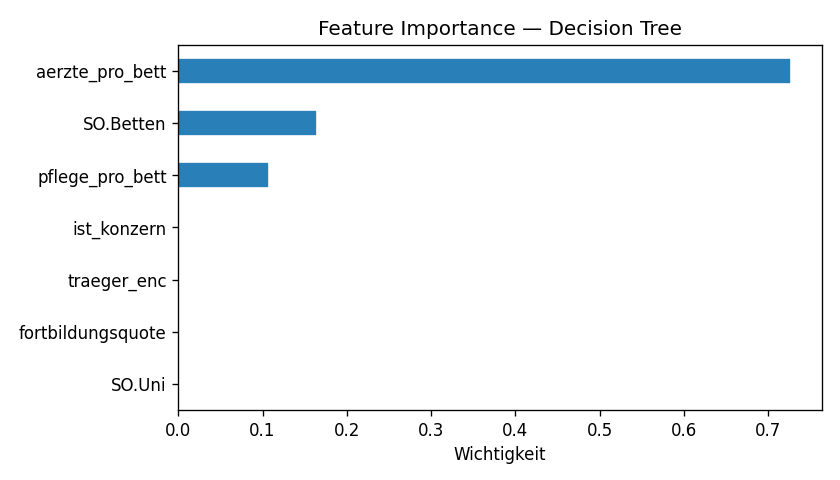 Feature Importance — Decision Tree
aerzte_pro_bett
SO.Betten
pflege_pro_bett
ist_konzern
traeger_enc
fortbildungsquote
SO.Uni
0.0 0.1 0.2 0.3 0.4 0.5 0.6 0.7
Wichtigkeit